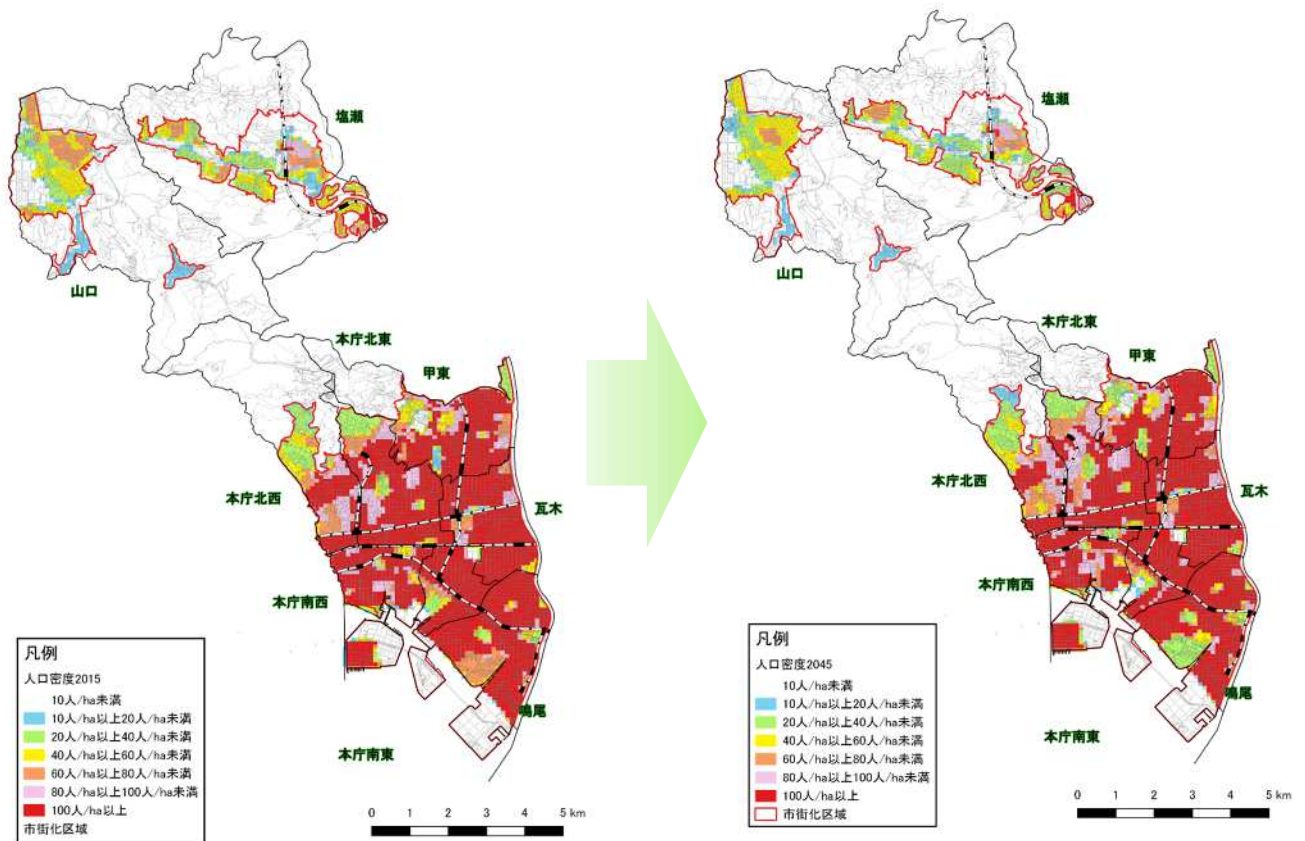 塩瀬
山口
本庁北東
甲東
本庁北西
瓦木
本庁南西
鳴尾
本庁南東
凡例
人口密度2015
10人/ha未満
10人/ha以上20人/ha未満
20人/ha以上40人/ha未満
40人/ha以上60人/ha未満
60人/ha以上80人/ha未満
80人/ha以上100人/ha未満
100人/ha以上
市街化区域
0 1 2 3 4 5 km
塩瀬
山口
本庁北東
甲東
本庁北西
瓦木
本庁南西
鳴尾
本庁南東
凡例
人口密度2045
10人/ha未満
10人/ha以上20人/ha未満
20人/ha以上40人/ha未満
40人/ha以上60人/ha未満
60人/ha以上80人/ha未満
80人/ha以上100人/ha未満
100人/ha以上
市街化区域
0 1 2 3 4 5 km